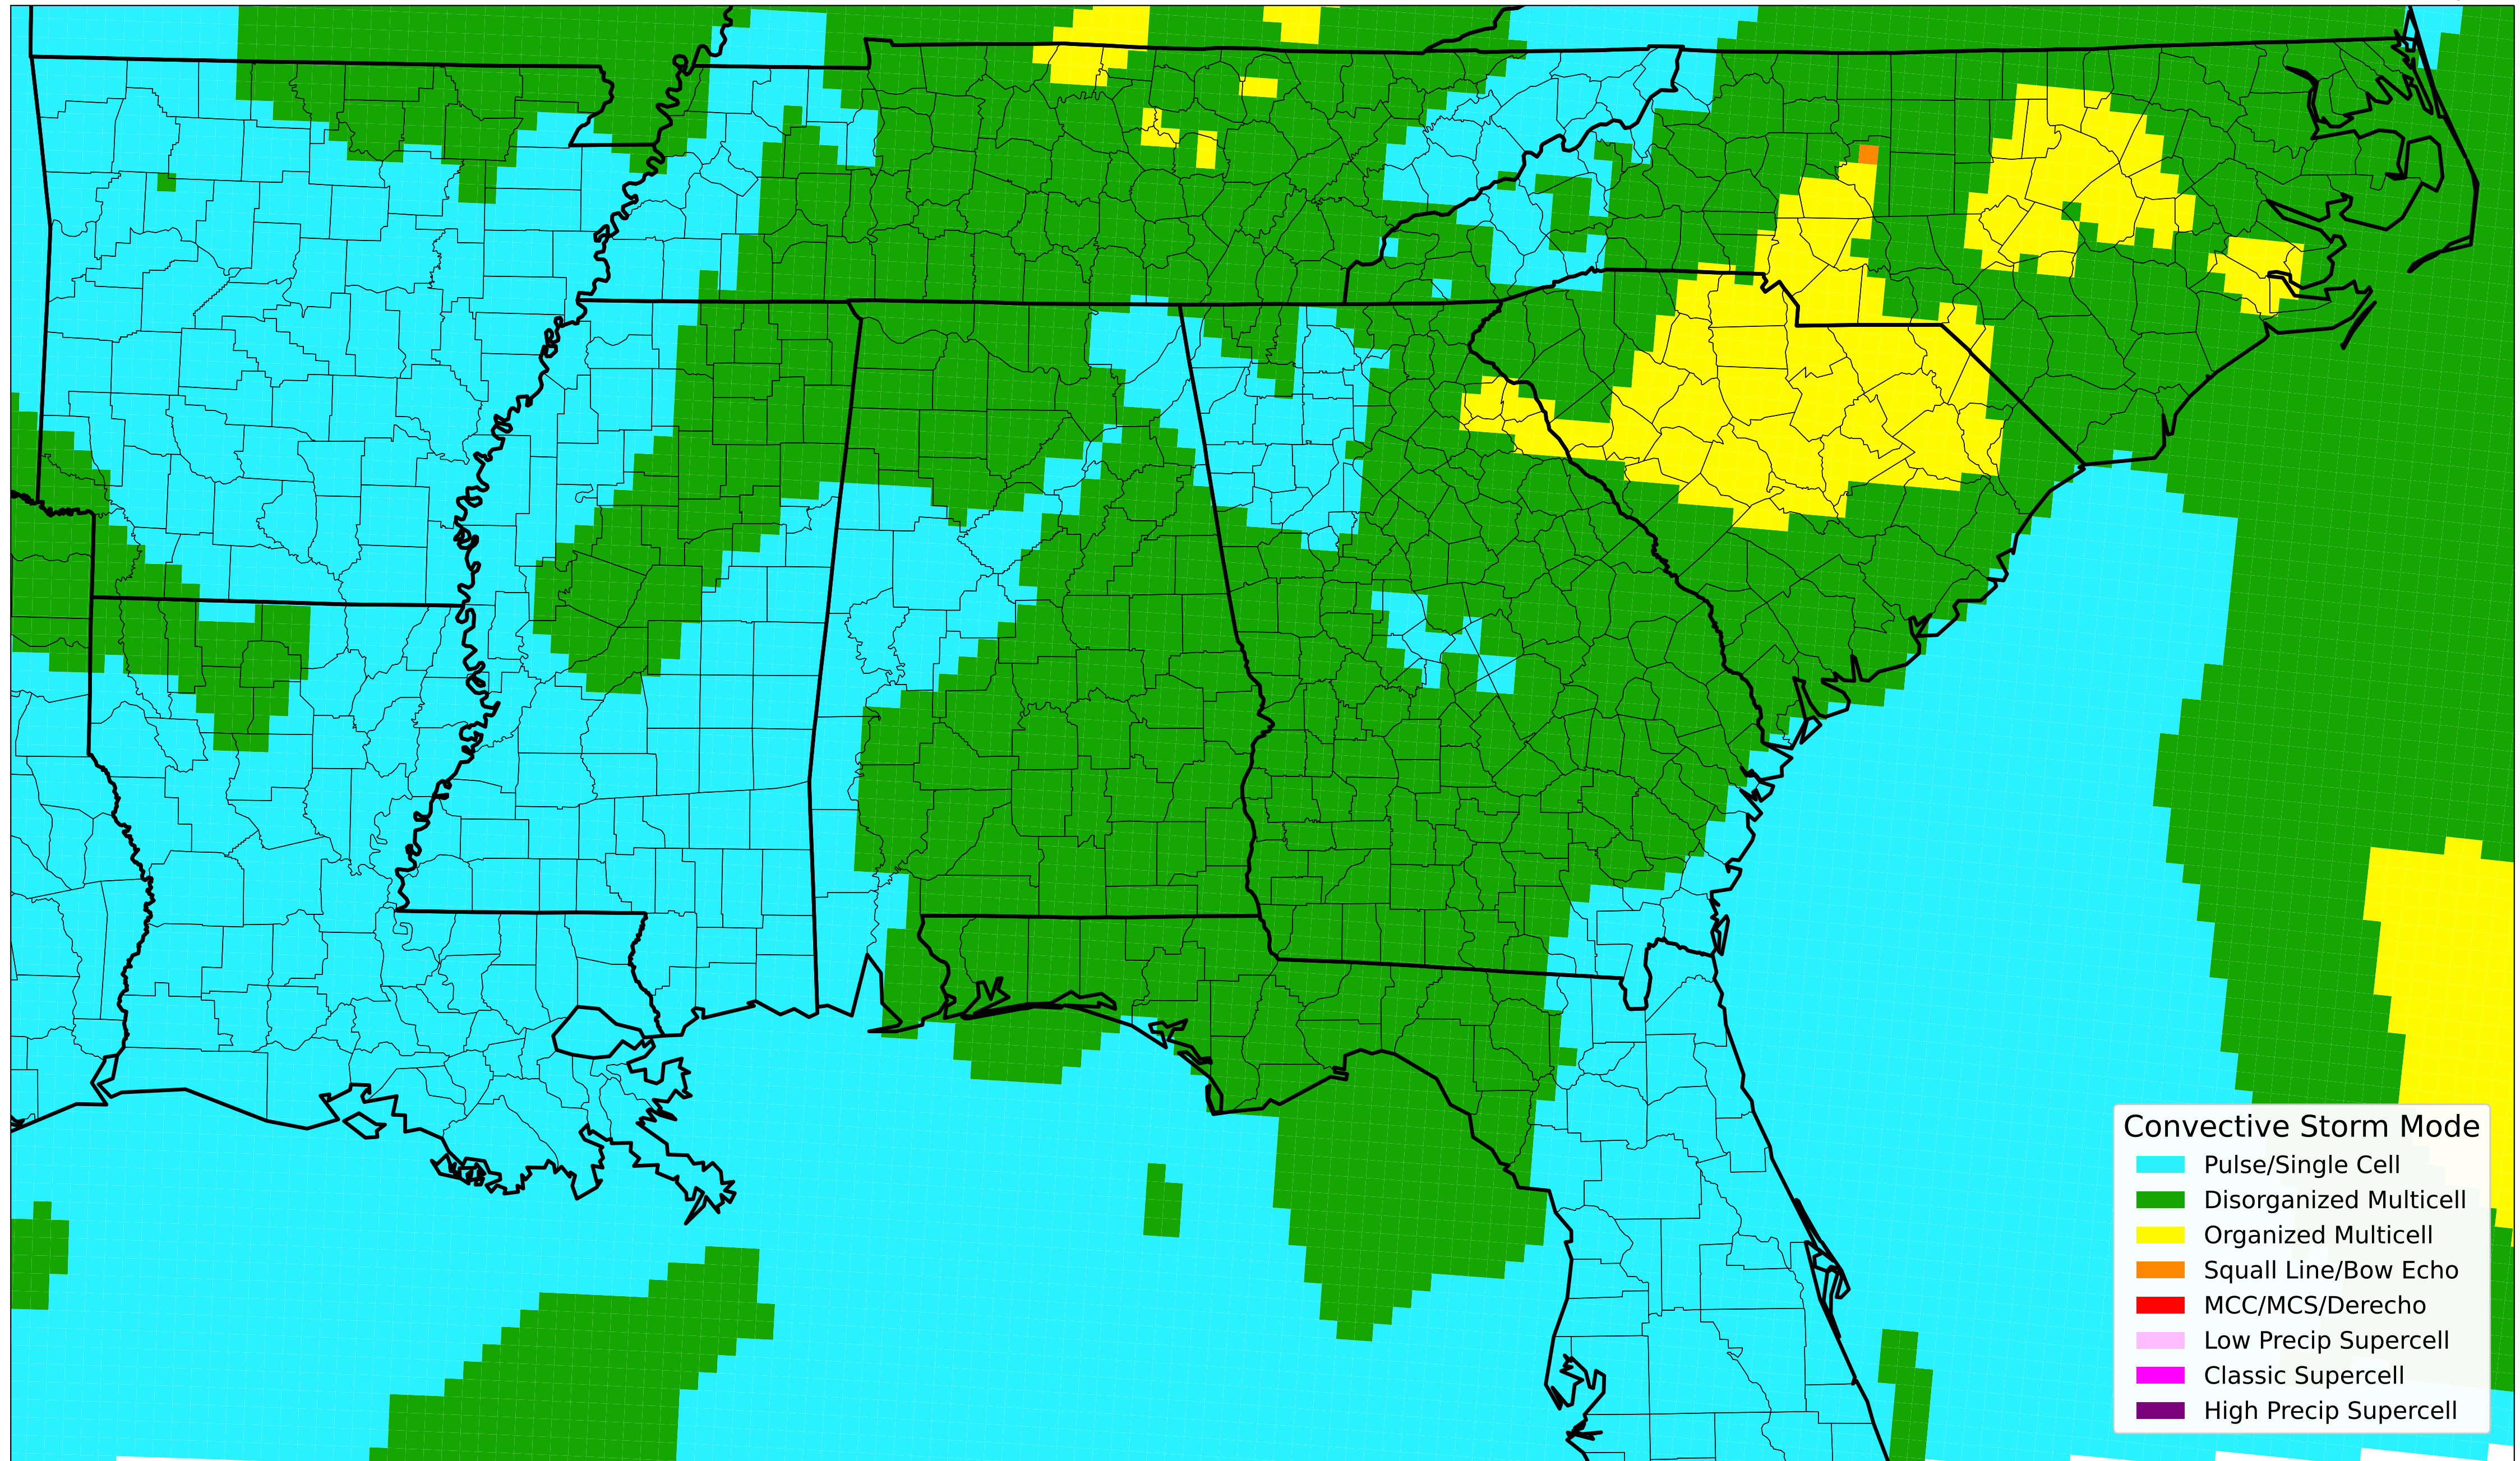 Convective Storm Mode
Pulse/Single Cell
Disorganized Multicell
Organized Multicell
Squall Line/Bow Echo
MCC/MCS/Derecho
Low Precip Supercell
Classic Supercell
High Precip Supercell